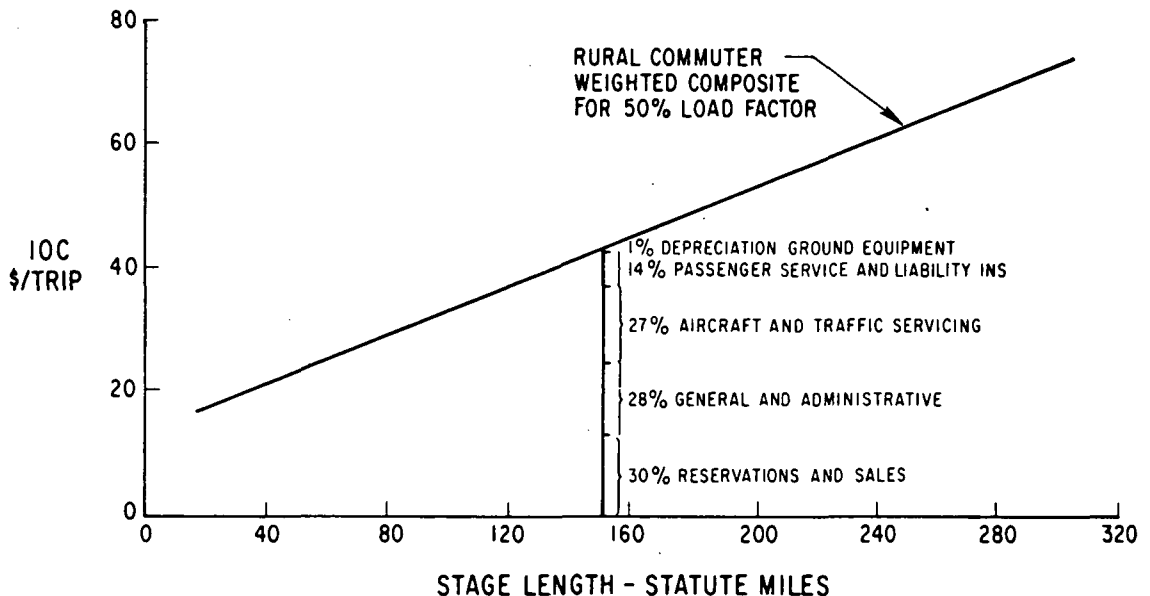 80
RURAL COMMUTER
WEIGHTED COMPOSITE
FOR 50% LOAD FACTOR
60
IOC
$/TRIP
40
1% DEPRECIATION GROUND EQUIPMENT
14% PASSENGER SERVICE AND LIABILITY INS
27% AIRCRAFT AND TRAFFIC SERVICING
20
28% GENERAL AND ADMINISTRATIVE
30% RESERVATIONS AND SALES
0
0 40 80 120 160 200 240 280 320
STAGE LENGTH - STATUTE MILES